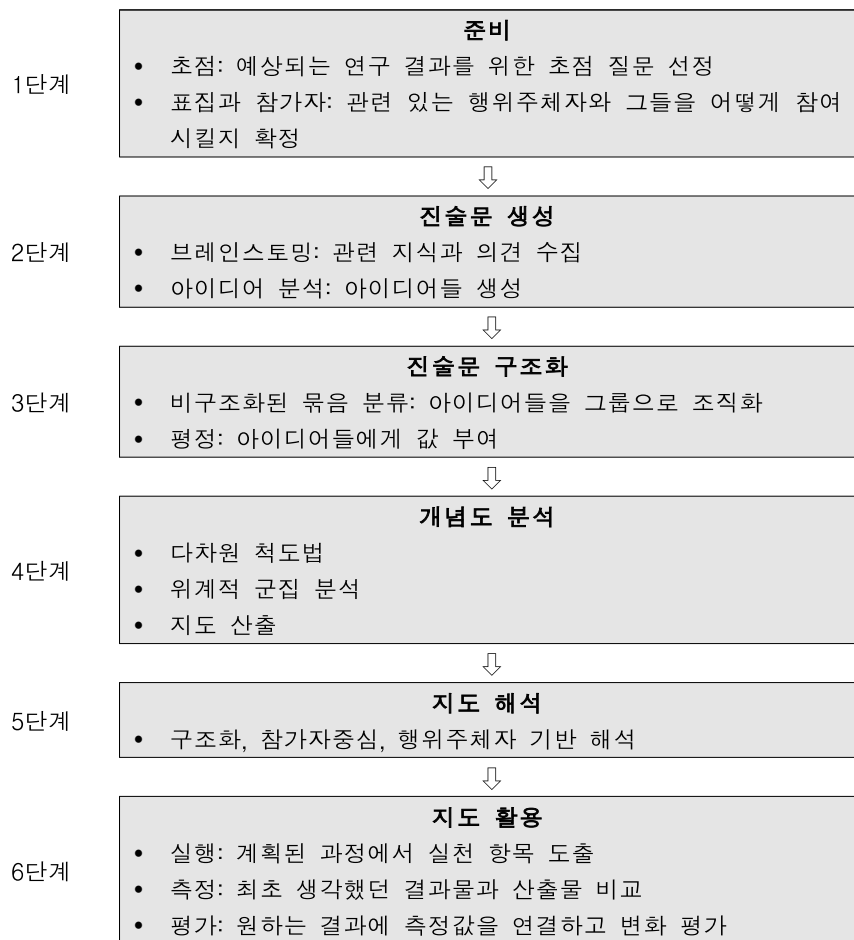 준비
1단계
• 초점: 예상되는 연구 결과를 위한 초점 질문 선정
• 표집과 참가자: 관련 있는 행위주체자와 그들을 어떻게 참여
시킬지 확정
⇩
진술문 생성
2단계
• 브레인스토밍: 관련 지식과 의견 수집
• 아이디어 분석: 아이디어들 생성
⇩
진술문 구조화
3단계
• 비구조화된 묶음 분류: 아이디어들을 그룹으로 조직화
• 평정: 아이디어들에게 값 부여
⇩
개념도 분석
4단계
• 다차원 척도법
• 위계적 군집 분석
• 지도 산출
⇩
지도 해석
5단계
• 구조화, 참가자중심, 행위주체자 기반 해석
⇩
지도 활용
6단계
• 실행: 계획된 과정에서 실천 항목 도출
• 측정: 최초 생각했던 결과물과 산출물 비교
• 평가: 원하는 결과에 측정값을 연결하고 변화 평가